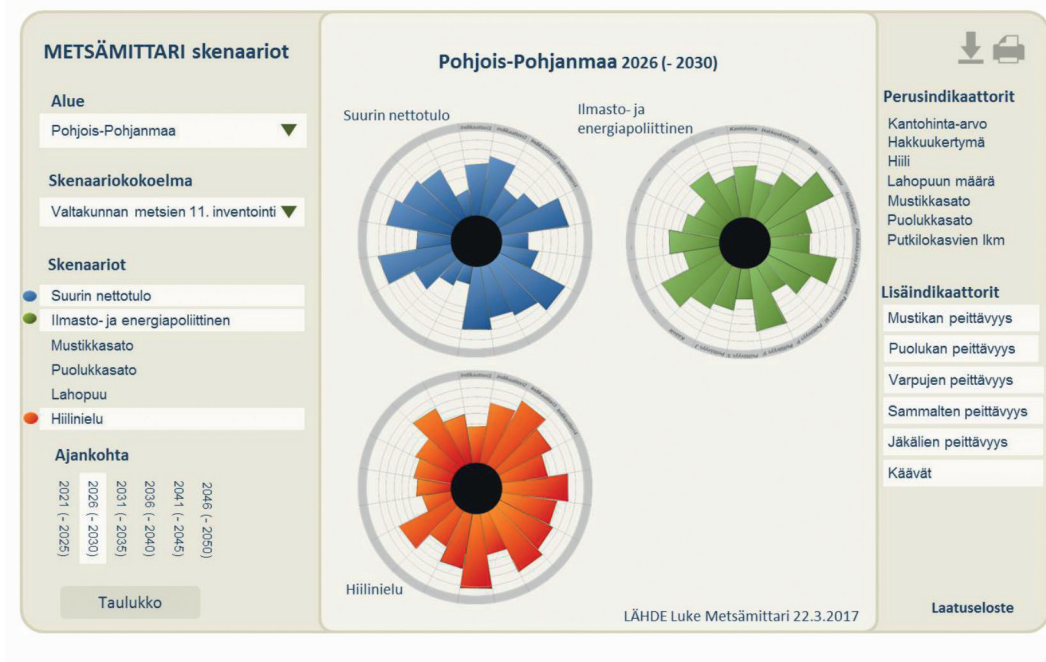 METSÄMITTARI skenaariot
Alue
Pohjois-Pohjanmaa
Skenaariokokoelma
Valtakunnan metsien 11. inventointi
Skenaariot
Suurin nettotulo
Ilmasto- ja energiapoliittinen
Mustikkasato
Puolukkasato
Lahopuu
Hiilinielu
Ajankohta
2021 (- 2025)
2026 (- 2030)
2031 (- 2035)
2036 (- 2040)
2041 (- 2045)
2046 (- 2050)
Taulukko
Pohjois-Pohjanmaa 2026 (- 2030)
Suurin nettotulo
Ilmasto- ja
energiapoliittinen
Hiilinielu
LÄHDE Luke Metsämittari 22.3.2017
Perusindikaattorit
Kantohinta-arvo
Hakkuukertymä
Hiili
Lahopuun määrä
Mustikkasato
Puolukkasato
Putkilokasvien lkm
Lisäindikaattorit
Mustikan peittävyys
Puolukan peittävyys
Varpujen peittävyys
Sammalten peittävyys
Jäkälien peittävyys
Käävät
Laatuseloste